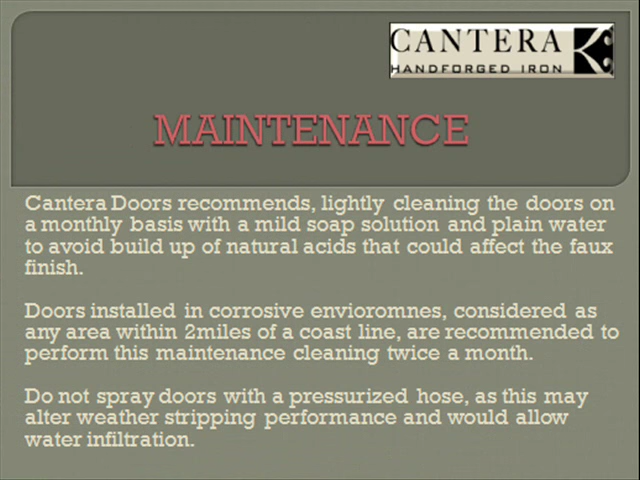 CANTERA
HANDFORGED IRON
MAINTENANCE
Cantera Doors recommends, lightly cleaning the doors on
a monthly basis with a mild soap solution and plain water
to avoid build up of natural acids that could affect the faux
finish.
Doors installed in corrosive envioromnes, considered as
any area within 2miles of a coast line, are recommended to
perform this maintenance cleaning twice a month.
Do not spray doors with a pressurized hose, as this may
alter weather stripping performance and would allow
water infiltration.